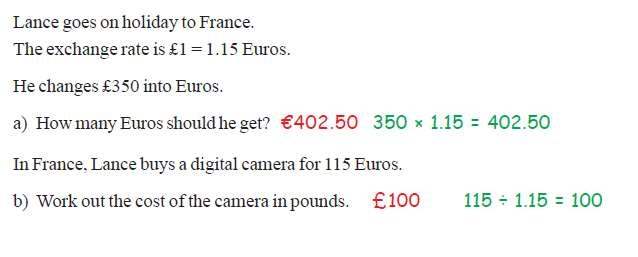 Lance goes on holiday to France.
The exchange rate is £1 = 1.15 Euros.
He changes £350 into Euros.
a) How many Euros should he get? €402.50 350 × 1.15 = 402.50
In France, Lance buys a digital camera for 115 Euros.
b) Work out the cost of the camera in pounds. £100 115 ÷ 1.15 = 100